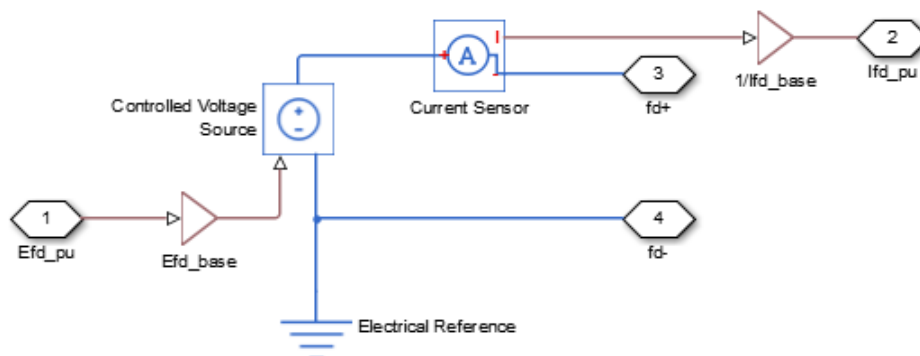 I
2
Ifd_pu
1/Ifd_base
A
3
fd+
Current Sensor
Controlled Voltage
Source
+
-
1
Efd_pu
Efd_base
4
fd-
Electrical Reference